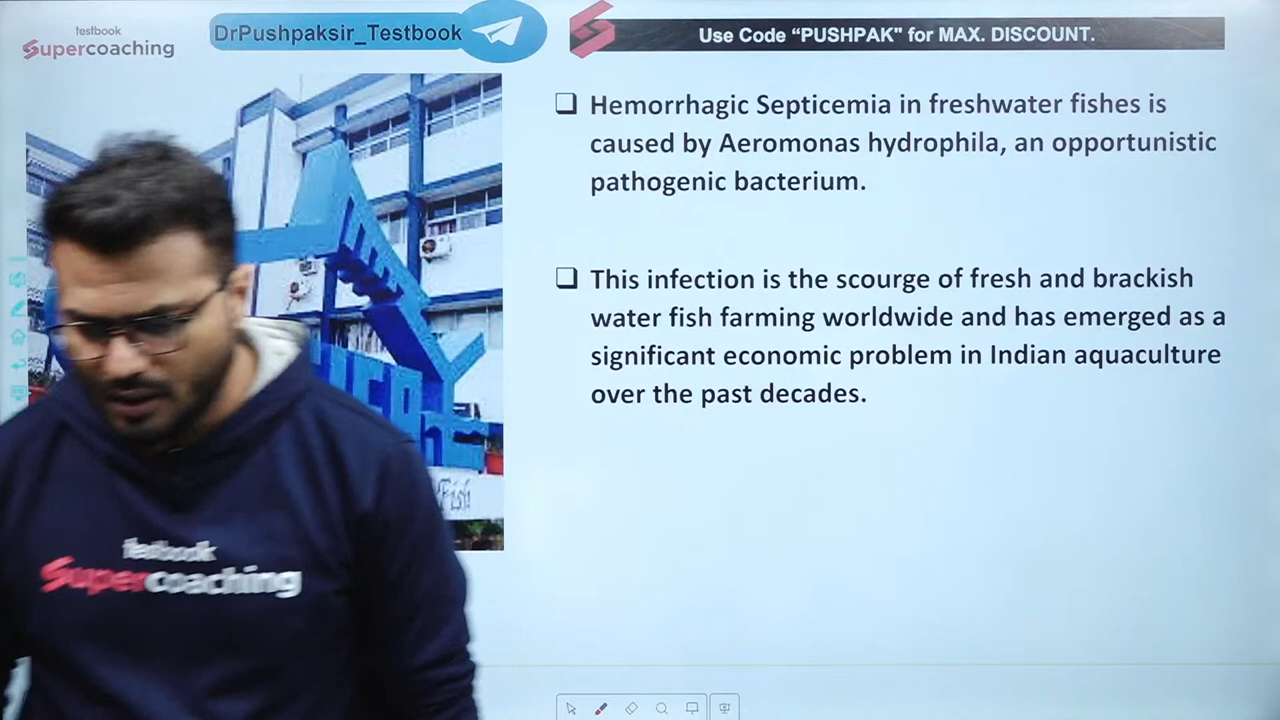 testbook
Supercoaching
DrPushpaksir_Testbook
Use Code “PUSHPAK" for MAX. DISCOUNT.
❑ Hemorrhagic Septicemia in freshwater fishes is
caused by Aeromonas hydrophila, an opportunistic
pathogenic bacterium.
❑ This infection is the scourge of fresh and brackish
water fish farming worldwide and has emerged as a
significant economic problem in Indian aquaculture
over the past decades.
Fish
testbook
Supercoaching